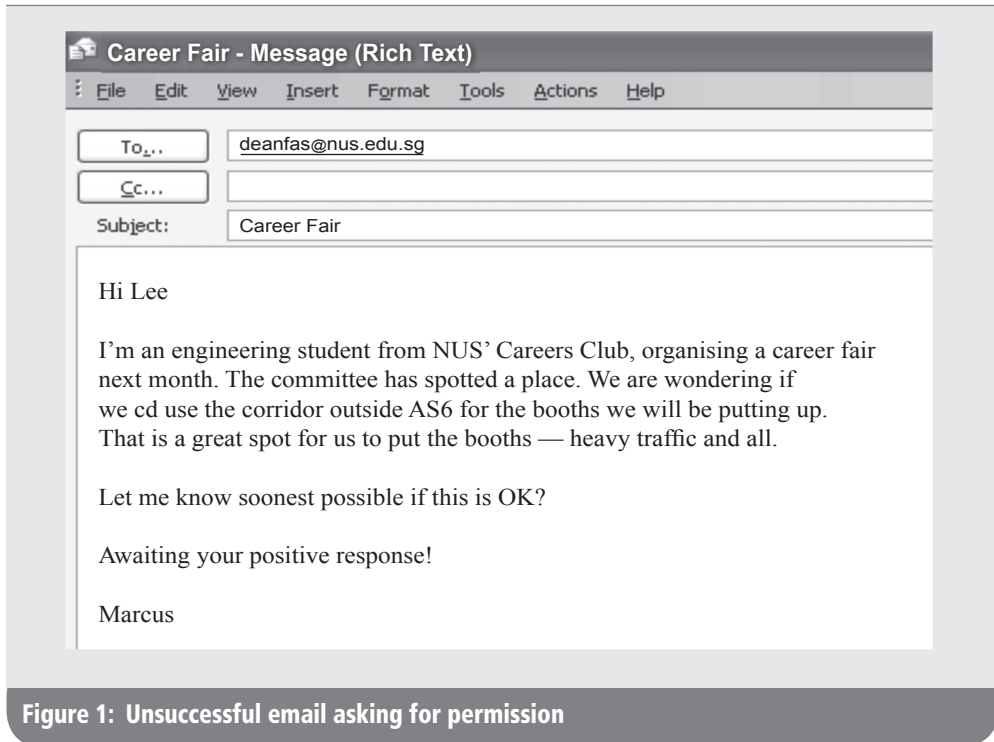 Career Fair - Message (Rich Text)
File Edit View Insert Format Tools Actions Help
To... deanfas@nus.edu.sg
Cc...
Subject: Career Fair
Hi Lee
I'm an engineering student from NUS' Careers Club, organising a career fair
next month. The committee has spotted a place. We are wondering if
we cd use the corridor outside AS6 for the booths we will be putting up.
That is a great spot for us to put the booths — heavy traffic and all.
Let me know soonest possible if this is OK?
Awaiting your positive response!
Marcus
Figure 1: Unsuccessful email asking for permission